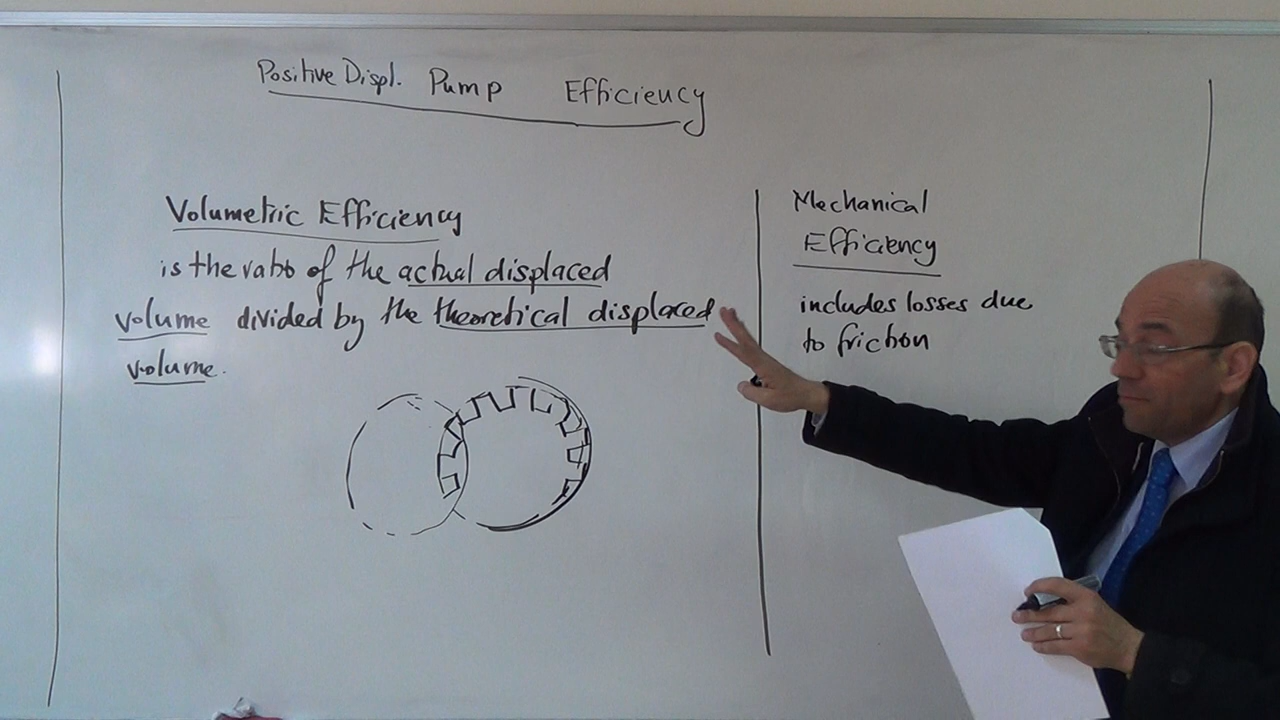 Positive Displ. Pump Efficiency
Volumetric Efficiency
is the ratio of the actual displaced
volume divided by the theoretical displaced
volume.
Mechanical
Efficiency
includes losses due
to friction